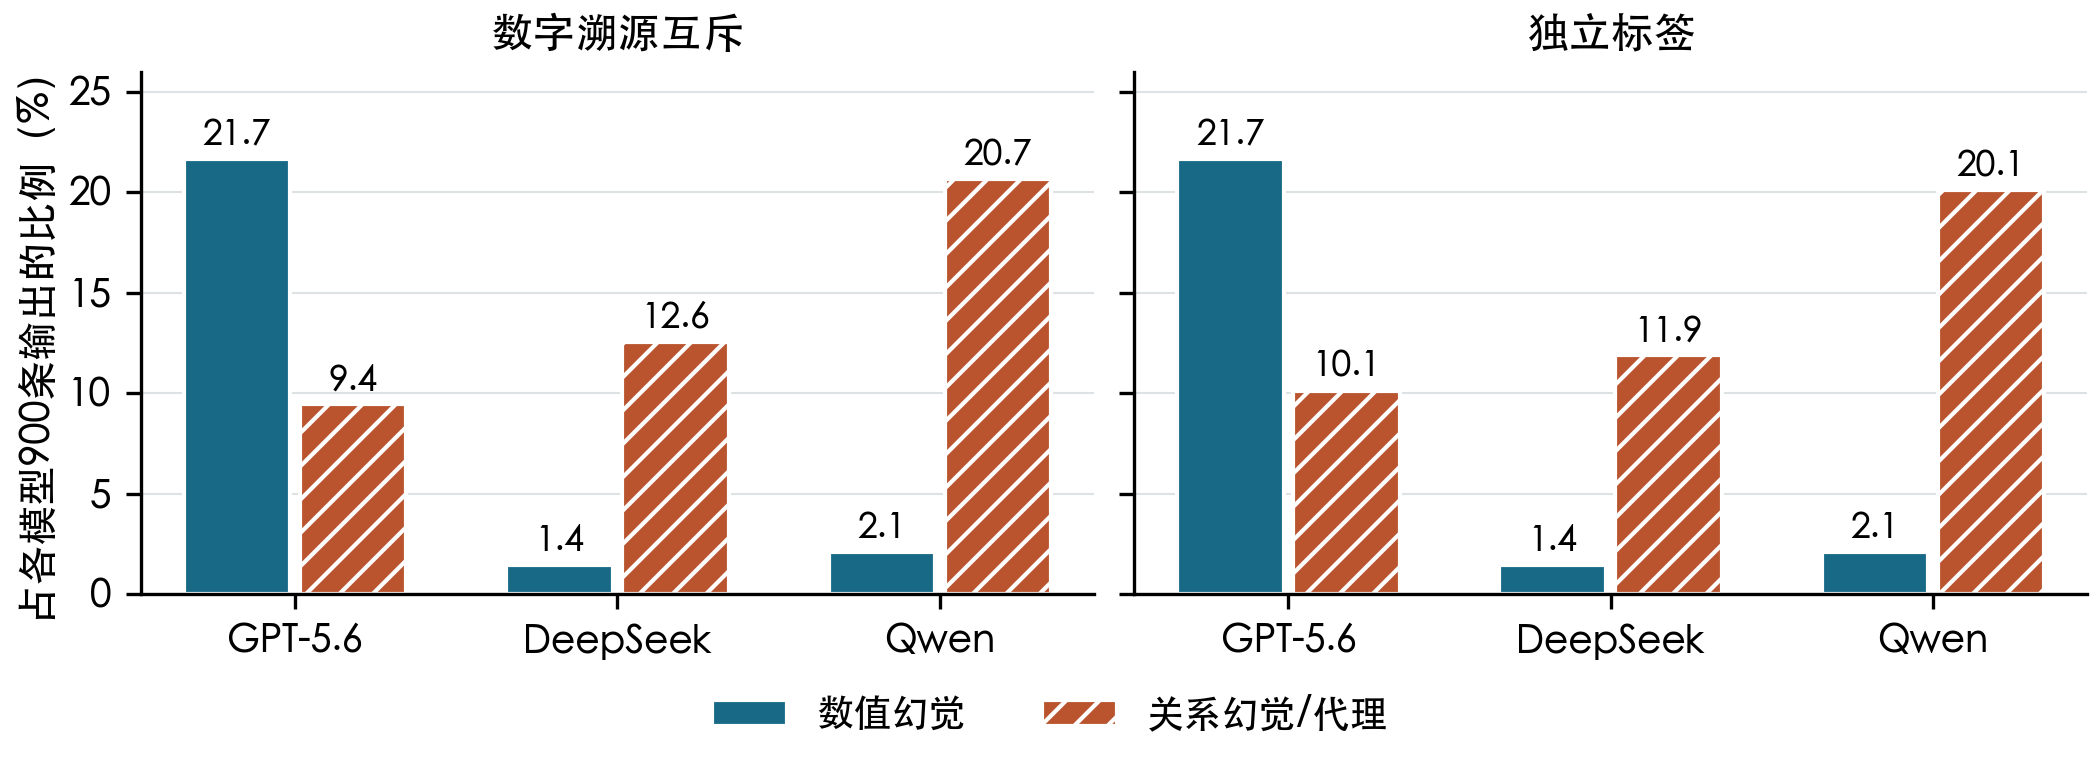 数字溯源互斥
独立标签
占各模型900条输出的比例 (%)
25
20
15
10
5
0
21.7
9.4
1.4
12.6
2.1
20.7
21.7
10.1
1.4
11.9
2.1
20.1
GPT-5.6
DeepSeek
Qwen
GPT-5.6
DeepSeek
Qwen
数值幻觉
关系幻觉/代理